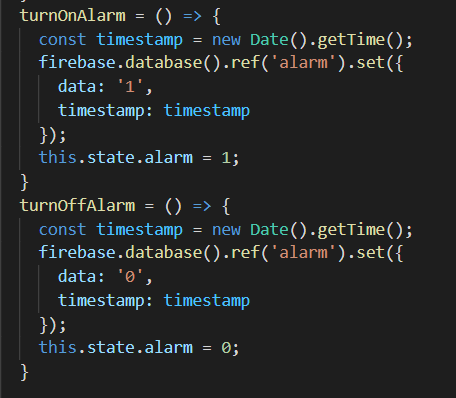 turnOnAlarm = () => {
const timestamp = new Date().getTime();
firebase.database().ref('alarm').set({
data: '1',
timestamp: timestamp
});
this.state.alarm = 1;
}
turnOffAlarm = () => {
const timestamp = new Date().getTime();
firebase.database().ref('alarm').set({
data: '0',
timestamp: timestamp
});
this.state.alarm = 0;
}